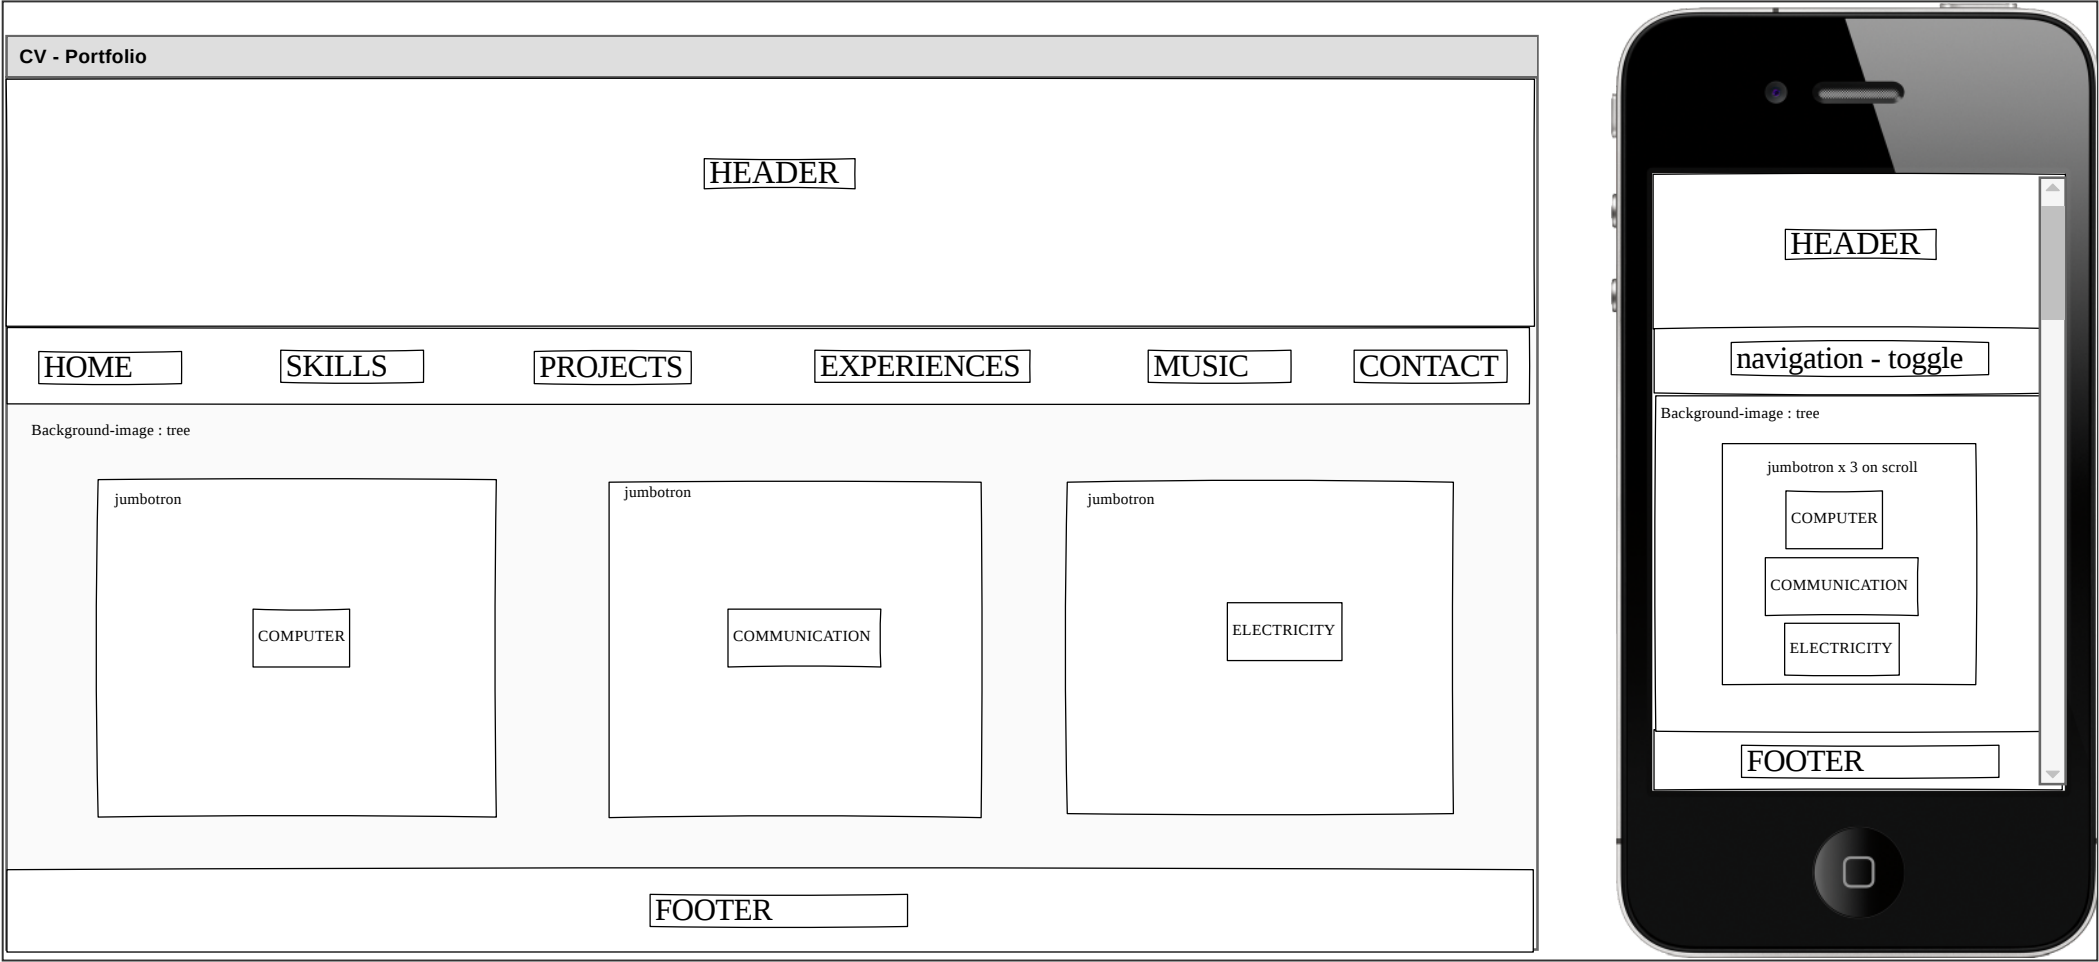 CV - Portfolio
HEADER
HOME
SKILLS
PROJECTS
EXPERIENCES
MUSIC
CONTACT
Background-image : tree
jumbotron
COMPUTER
jumbotron
COMMUNICATION
jumbotron
ELECTRICITY
FOOTER
HEADER
navigation - toggle
Background-image : tree
jumbotron x 3 on scroll
COMPUTER
COMMUNICATION
ELECTRICITY
FOOTER